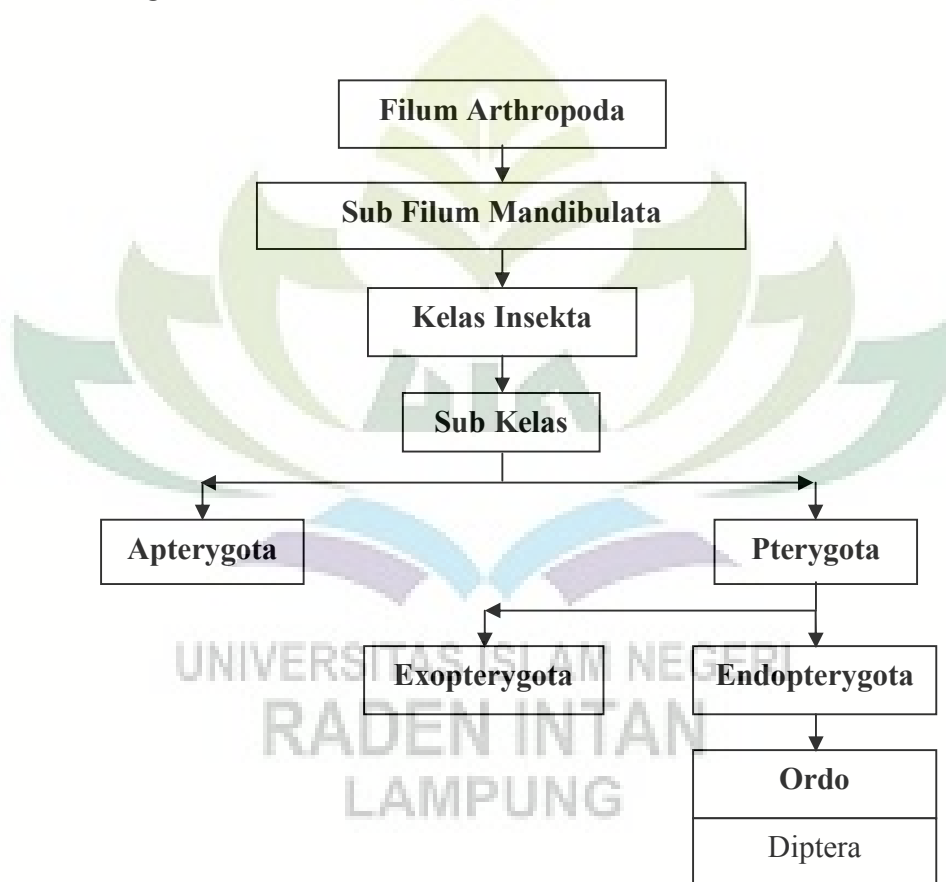 Filum Arthropoda
Sub Filum Mandibulata
Kelas Insekta
Sub Kelas
Apterygota
Pterygota
Exopterygota
Endopterygota
UNIVERSITAS ISLAM NEGERI
RADEN INTAN
LAMPUNG
Ordo
Diptera